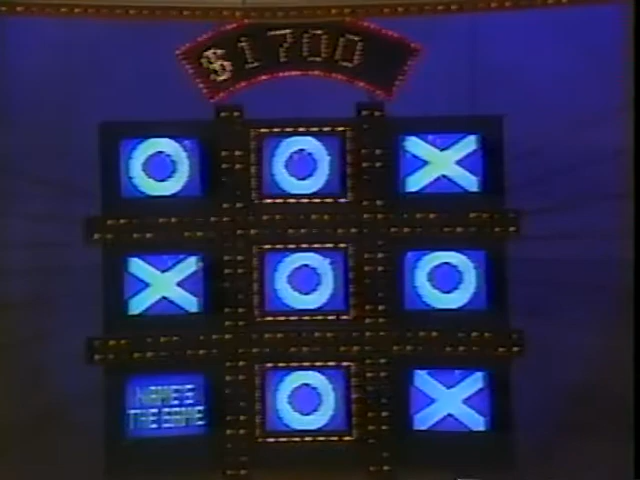 $1700
O O X
X O O
NAME'S
THE GAME
O X